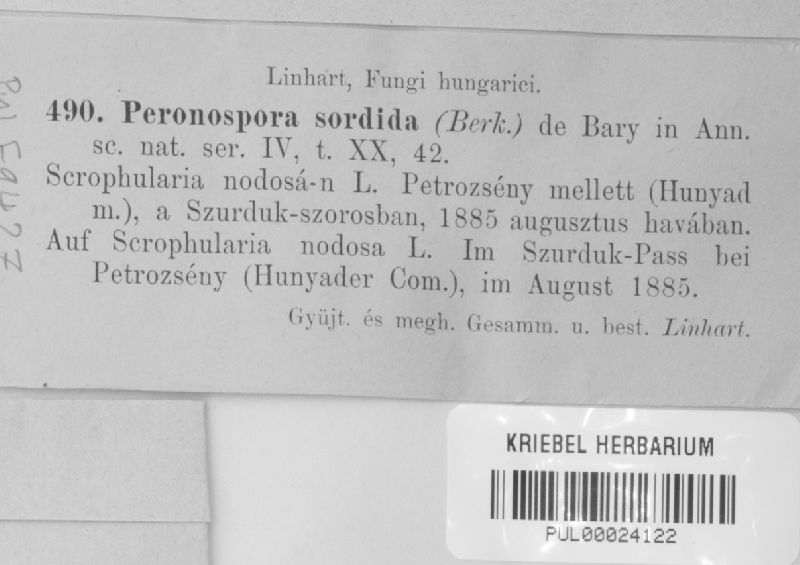 Linhart, Fungi hungarici.
490. Peronospora sordida (Berk.) de Bary in Ann.
sc. nat. ser. IV, t. XX, 42.
Scrophularia nodosá-n L. Petrozsény mellett (Hunyad
m.), a Szurduk-szorosban, 1885 augusztus havában.
Auf Scrophularia nodosa L. Im Szurduk-Pass bei
Petrozsény (Hunyader Com.), im August 1885.
Gyüjt. és megh. Gesamm. u. best. Linhart.
PUL F9427
KRIEBEL HERBARIUM
PUL00024122